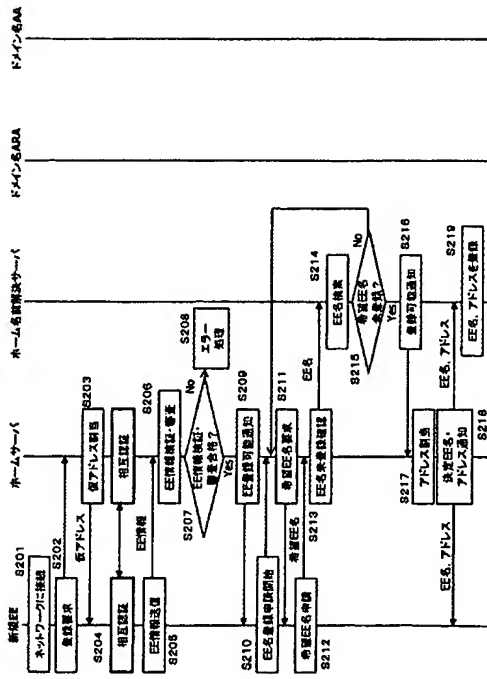 新規EE
ホームサーバ
ホーム名前解決サーバ
ドメイン名ARA
ドメイン名AA
S201
ネットワークに接続
S202
登録要求
S203
仮アドレス割当
仮アドレス
S204
相互認証
相互認証
S205
EE情報送信
EE情報
S206
EE情報検証・審査
S207
EE情報検証・審査合格?
No
Yes
S208
エラー処理
S209
EE登録可能通知
S210
EE名登録申請開始
S211
希望EE名要求
S212
希望EE名申請
希望EE名
S213
EE名未登録確認
EE名
S214
EE名検索
S215
希望EE名未登録?
No
Yes
S216
登録可取通知
S217
アドレス割当
決定EE名・アドレス通知
S218
EE名、アドレス
EE名、アドレス
S219
EE名、アドレスを登録